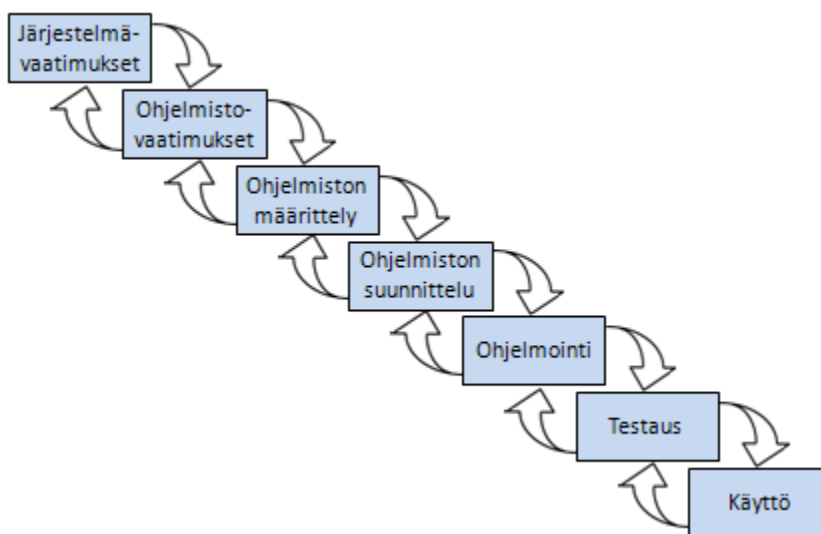 Järjestelmä-
vaatimukset
Ohjelmisto-
vaatimukset
Ohjelmiston
määrittely
Ohjelmiston
suunnittelu
Ohjelmointi
Testaus
Käyttö